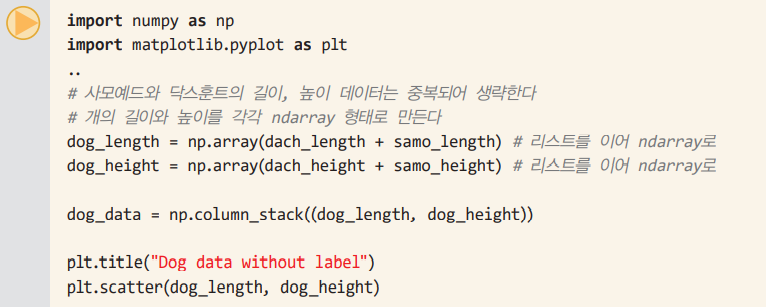 import numpy as np
import matplotlib.pyplot as plt
..
# 사모예드와 닥스훈트의 길이, 높이 데이터는 중복되어 생략한다
# 개의 길이와 높이를 각각 ndarray 형태로 만든다
dog_length = np.array(dach_length + samo_length) # 리스트를 이어 ndarray로
dog_height = np.array(dach_height + samo_height) # 리스트를 이어 ndarray로
dog_data = np.column_stack((dog_length, dog_height))
plt.title("Dog data without label")
plt.scatter(dog_length, dog_height)